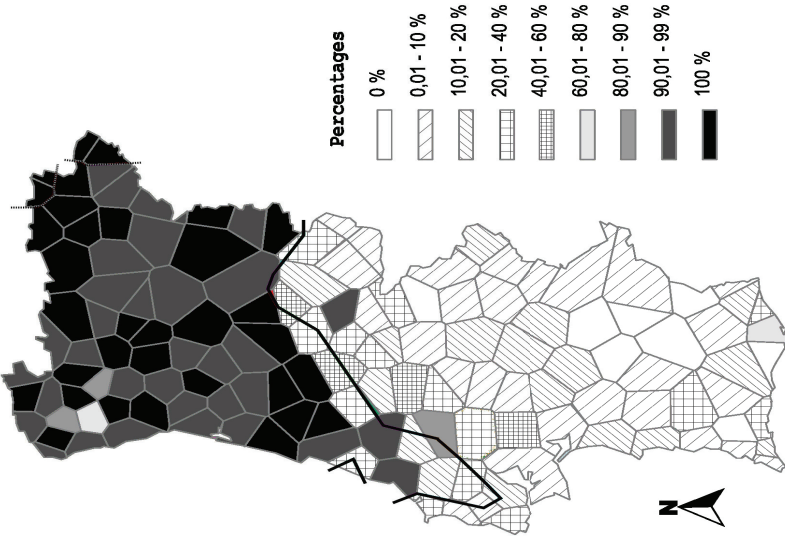 Percentages
0 %
0,01 - 10 %
10,01 - 20 %
20,01 - 40 %
40,01 - 60 %
60,01 - 80 %
80,01 - 90 %
90,01 - 99 %
100 %
N